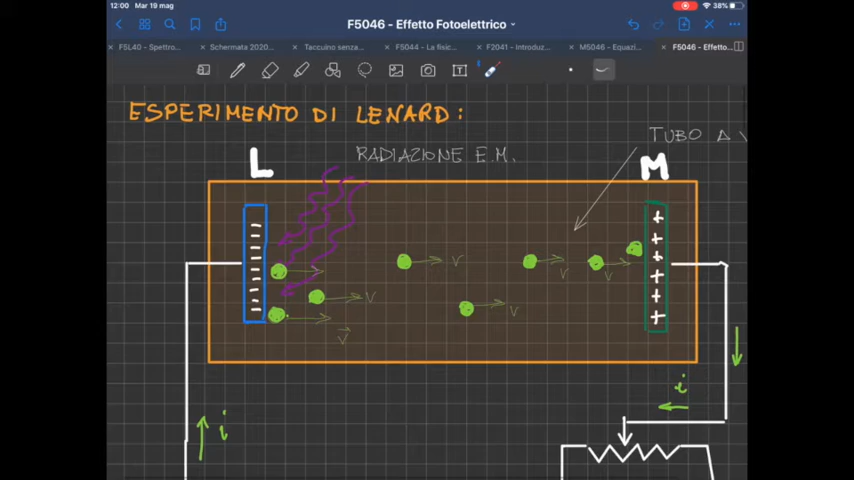 12:00 Mar 19 mag
38%
F5046 - Effetto Fotoelettrico
F5L40 - Spettro...
Schermata 2020...
Taccuino senza...
F5044 - La fisic...
F2041 - Introduz...
M5046 - Equazi...
F5046 - Effetto...
ESPERIMENTO DI LENARD:
TUBO A V
RADIAZIONE E.M.
L
M
v
v
v
v
v
v
i
i